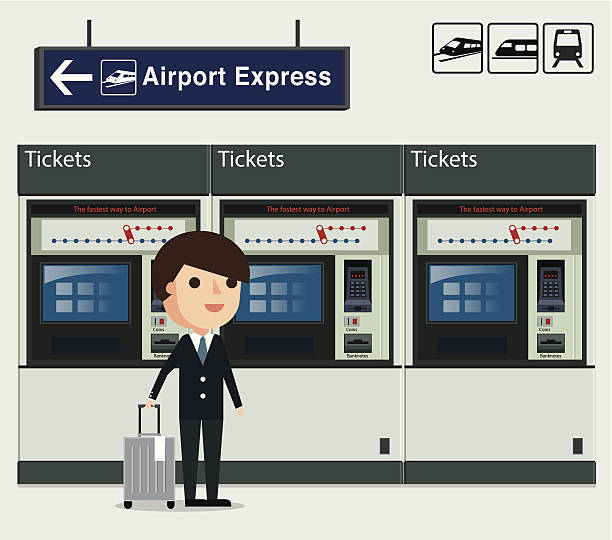 Airport Express
Tickets Tickets Tickets
The fastest way to Airport The fastest way to Airport The fastest way to Airport
Coins Coins Coins
Banknotes Banknotes Banknotes